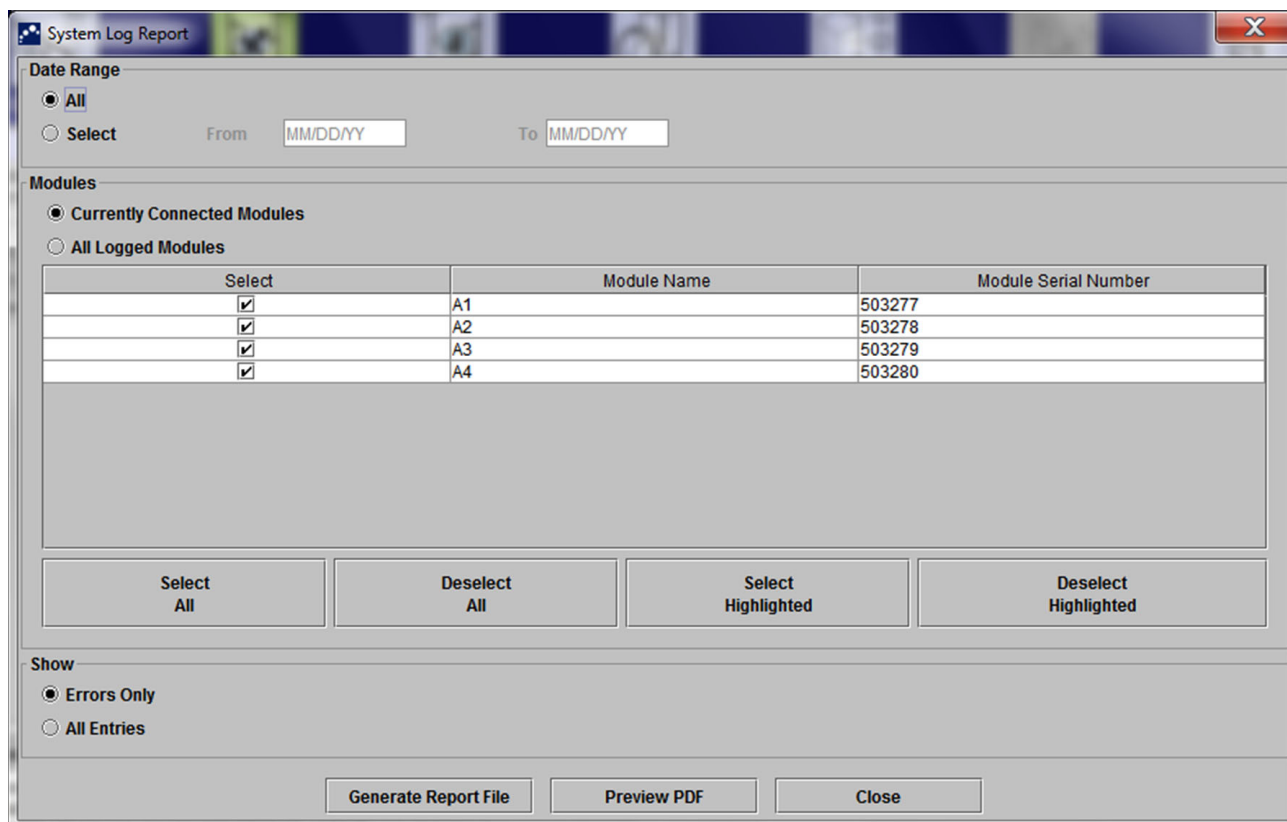 System Log Report
Date Range
All
Select From MM/DD/YY To MM/DD/YY
Modules
Currently Connected Modules
All Logged Modules
Select Module Name Module Serial Number
A1 503277
A2 503278
A3 503279
A4 503280
Select Deselect Select Deselect
All All Highlighted Highlighted
Show
Errors Only
All Entries
Generate Report File Preview PDF Close